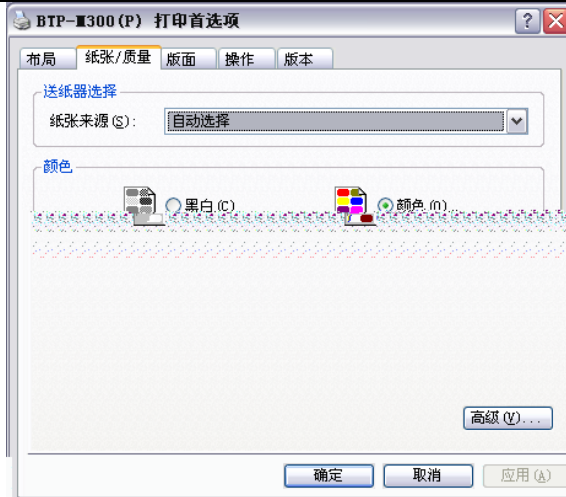 BTP-M300(P) 打印首选项
布局 纸张/质量 版面 操作 版本
送纸器选择
纸张来源(S): 自动选择
颜色
黑白(C) 颜色(O)
高级(V)...
确定 取消 应用(A)